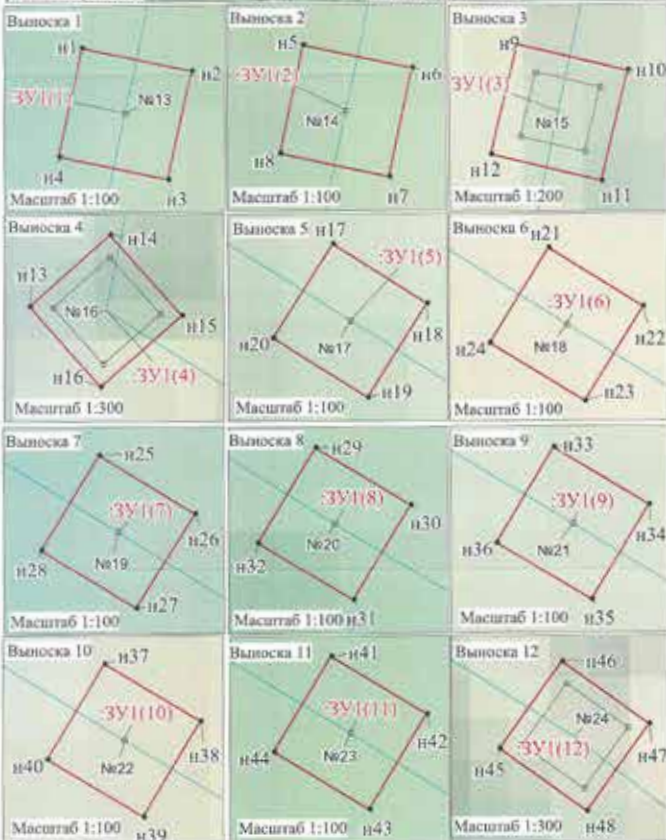 Выноска 1
н1
н2
:ЗУ1(1)
№13
н4
н3
Масштаб 1:100
Выноска 2
н5
н6
:ЗУ1(2)
№14
н8
н7
Масштаб 1:100
Выноска 3
н9
н10
:ЗУ1(3)
№15
н12
н11
Масштаб 1:200
Выноска 4
н14
н13
№16
н15
н16
:ЗУ1(4)
Масштаб 1:300
Выноска 5
н17
:ЗУ1(5)
н18
№17
н20
н19
Масштаб 1:100
Выноска 6
н21
:ЗУ1(6)
н22
№18
н24
н23
Масштаб 1:100
Выноска 7
н25
:ЗУ1(7)
н26
№19
н28
н27
Масштаб 1:100
Выноска 8
н29
:ЗУ1(8)
н30
№20
н32
Масштаб 1:100
н31
Выноска 9
н33
:ЗУ1(9)
н34
№21
н36
н35
Масштаб 1:100
Выноска 10
н37
:ЗУ1(10)
н38
№22
н40
Масштаб 1:100
н39
Выноска 11
н41
:ЗУ1(11)
н42
№23
н44
н43
Масштаб 1:100
Выноска 12
н46
№24
н47
н45
:ЗУ1(12)
Масштаб 1:300
н48